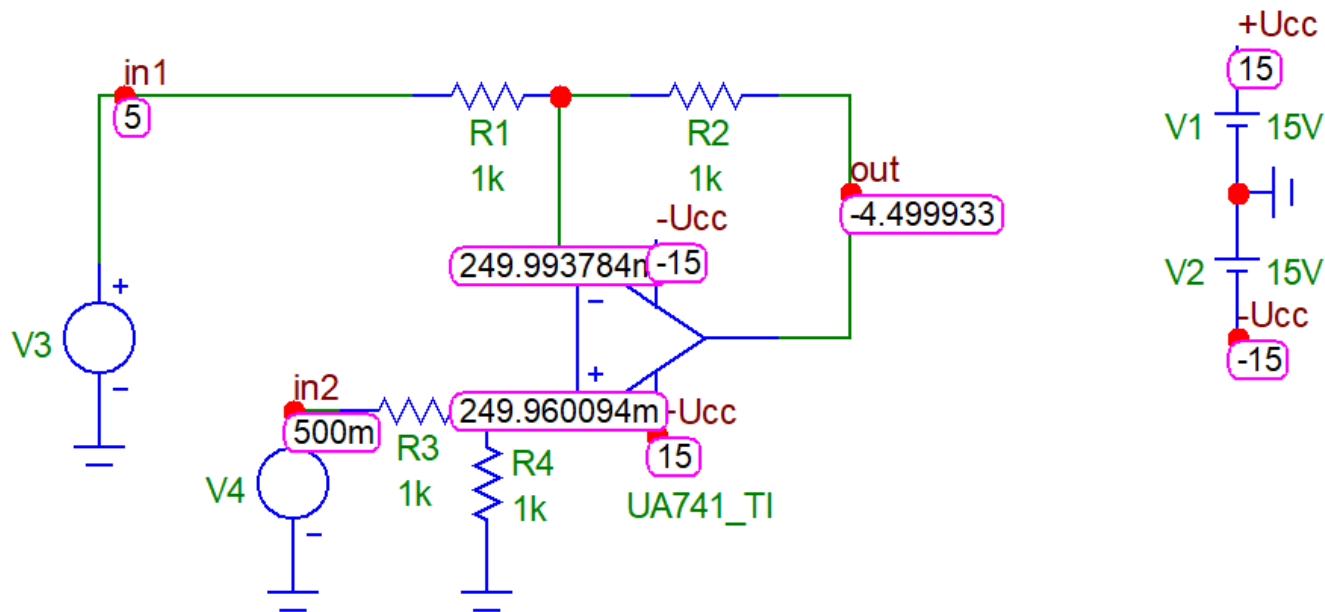 in1
5
R1
1k
R2
1k
out
-4.499933
-Ucc
-15
249.993784m
V3
+
-
-
+
249.960094m
-Ucc
15
UA741_TI
in2
500m
R3
1k
R4
1k
V4
-
+Ucc
15
V1
15V
V2
15V
-Ucc
-15